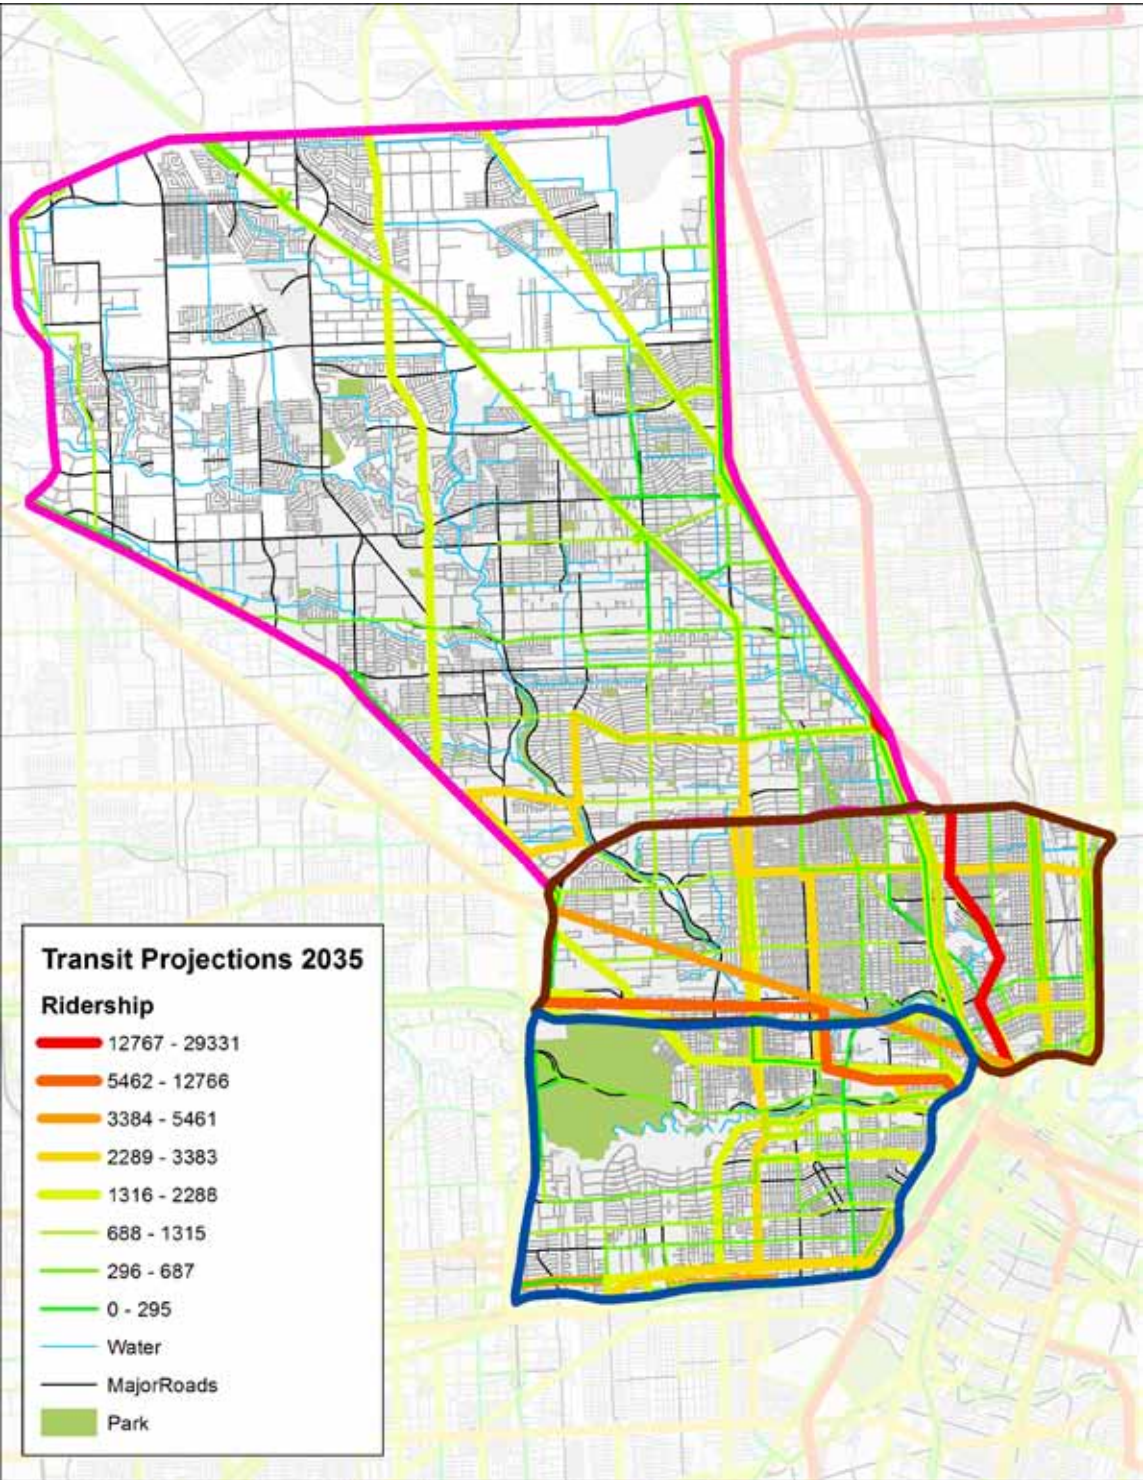 Transit Projections 2035
Ridership
12767 - 29331
5462 - 12766
3384 - 5461
2289 - 3383
1316 - 2288
688 - 1315
296 - 687
0 - 295
Water
MajorRoads
Park